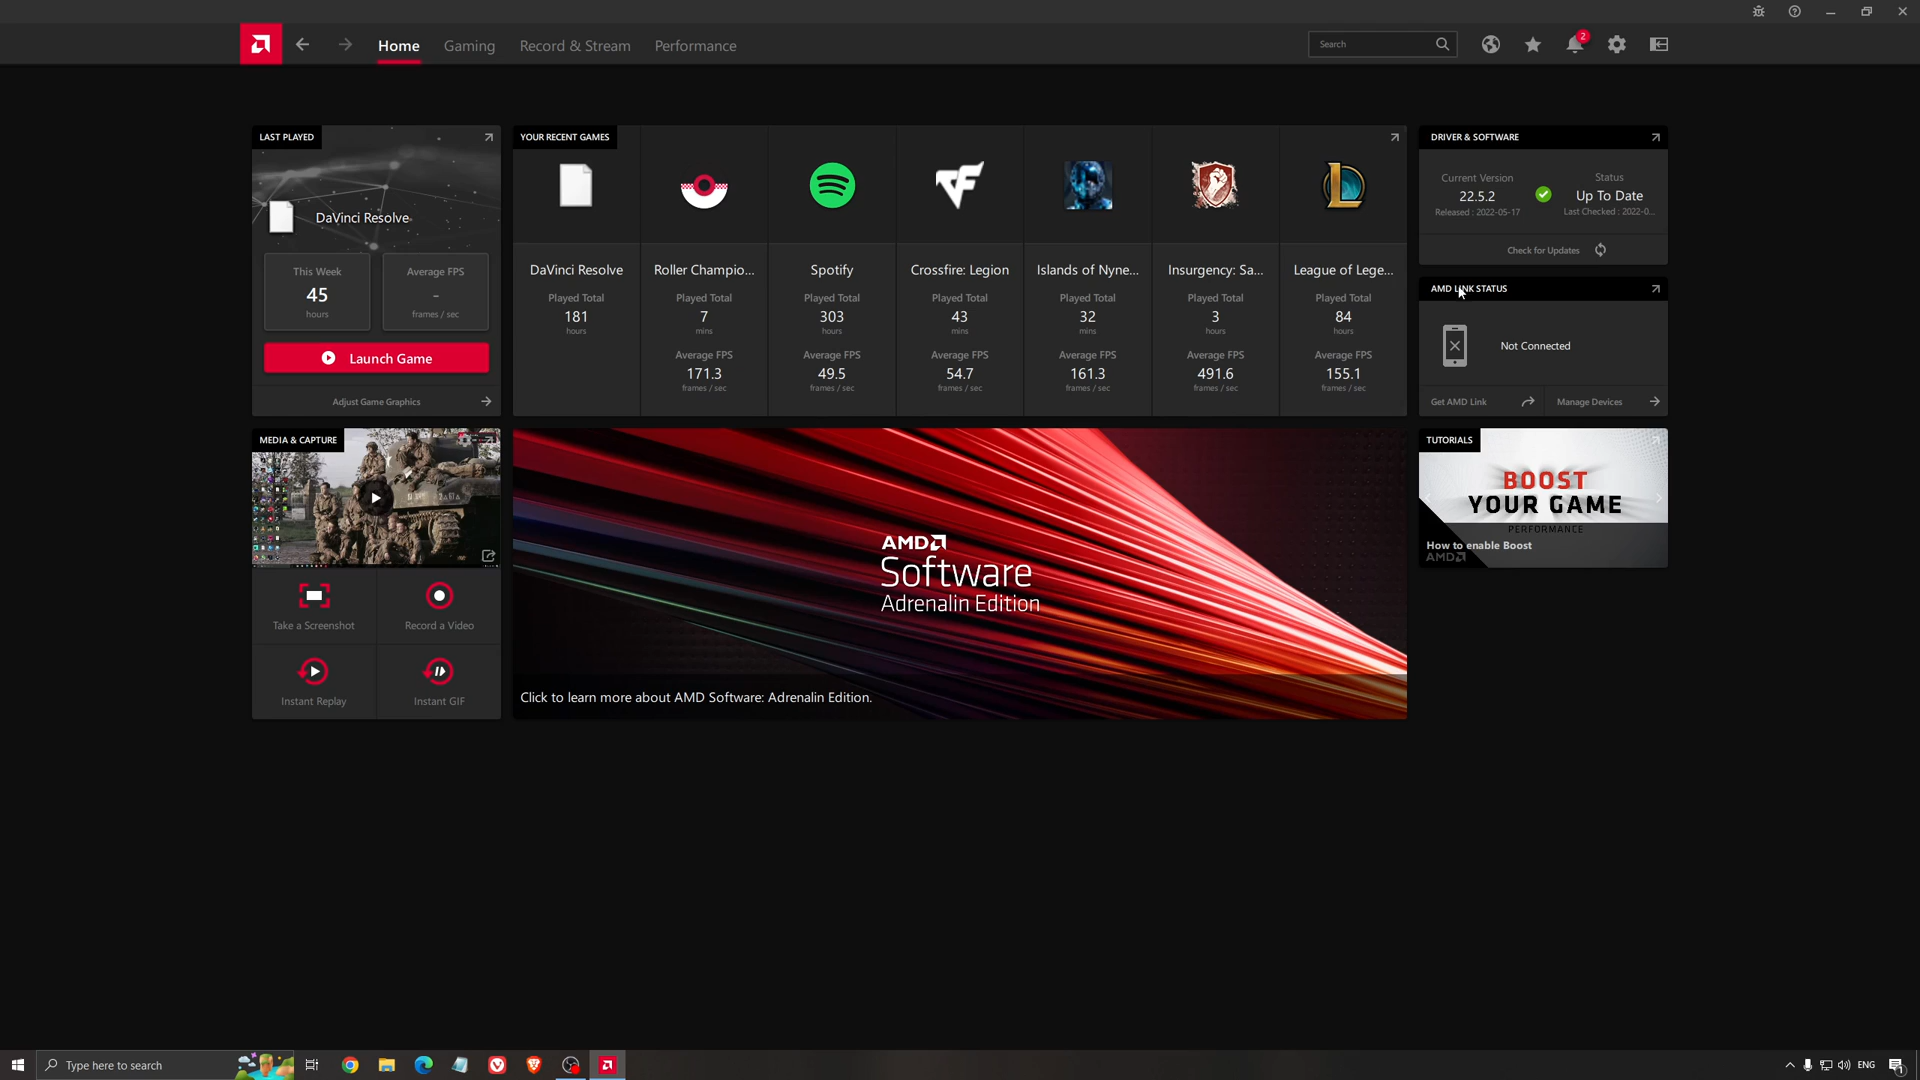 Home
Gaming
Record & Stream
Performance
Search
2
LAST PLAYED
DaVinci Resolve
This Week
45
hours
Average FPS
-
frames / sec
Launch Game
Adjust Game Graphics
YOUR RECENT GAMES
DaVinci Resolve
Played Total
181
hours
Roller Champio...
Played Total
7
mins
Average FPS
171.3
frames / sec
Spotify
Played Total
303
hours
Average FPS
49.5
frames / sec
Crossfire: Legion
Played Total
43
mins
Average FPS
54.7
frames / sec
Islands of Nyne...
Played Total
32
mins
Average FPS
161.3
frames / sec
Insurgency: Sa...
Played Total
3
hours
Average FPS
491.6
frames / sec
League of Lege...
Played Total
84
hours
Average FPS
155.1
frames / sec
DRIVER & SOFTWARE
Current Version
22.5.2
Released : 2022-05-17
Status
Up To Date
Last Checked : 2022-0...
Check for Updates
AMD LINK STATUS
Not Connected
Get AMD Link
Manage Devices
MEDIA & CAPTURE
Take a Screenshot
Record a Video
Instant Replay
Instant GIF
AMD
Software
Adrenalin Edition
Click to learn more about AMD Software: Adrenalin Edition.
TUTORIALS
BOOST
YOUR GAME
PERFORMANCE
How to enable Boost
AMD
Type here to search
ENG
1